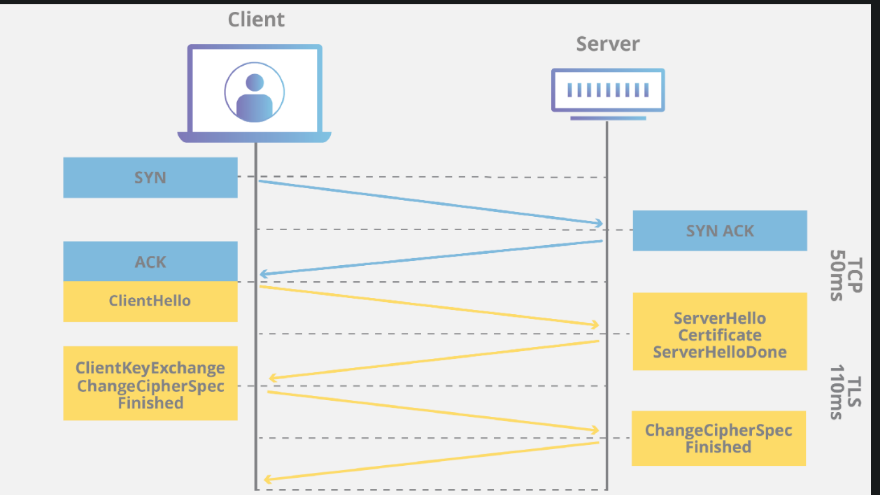 Client
Server
SYN
SYN ACK
ACK
ClientHello
ServerHello
Certificate
ServerHelloDone
ClientKeyExchange
ChangeCipherSpec
Finished
ChangeCipherSpec
Finished
TCP
50ms
TLS
110ms